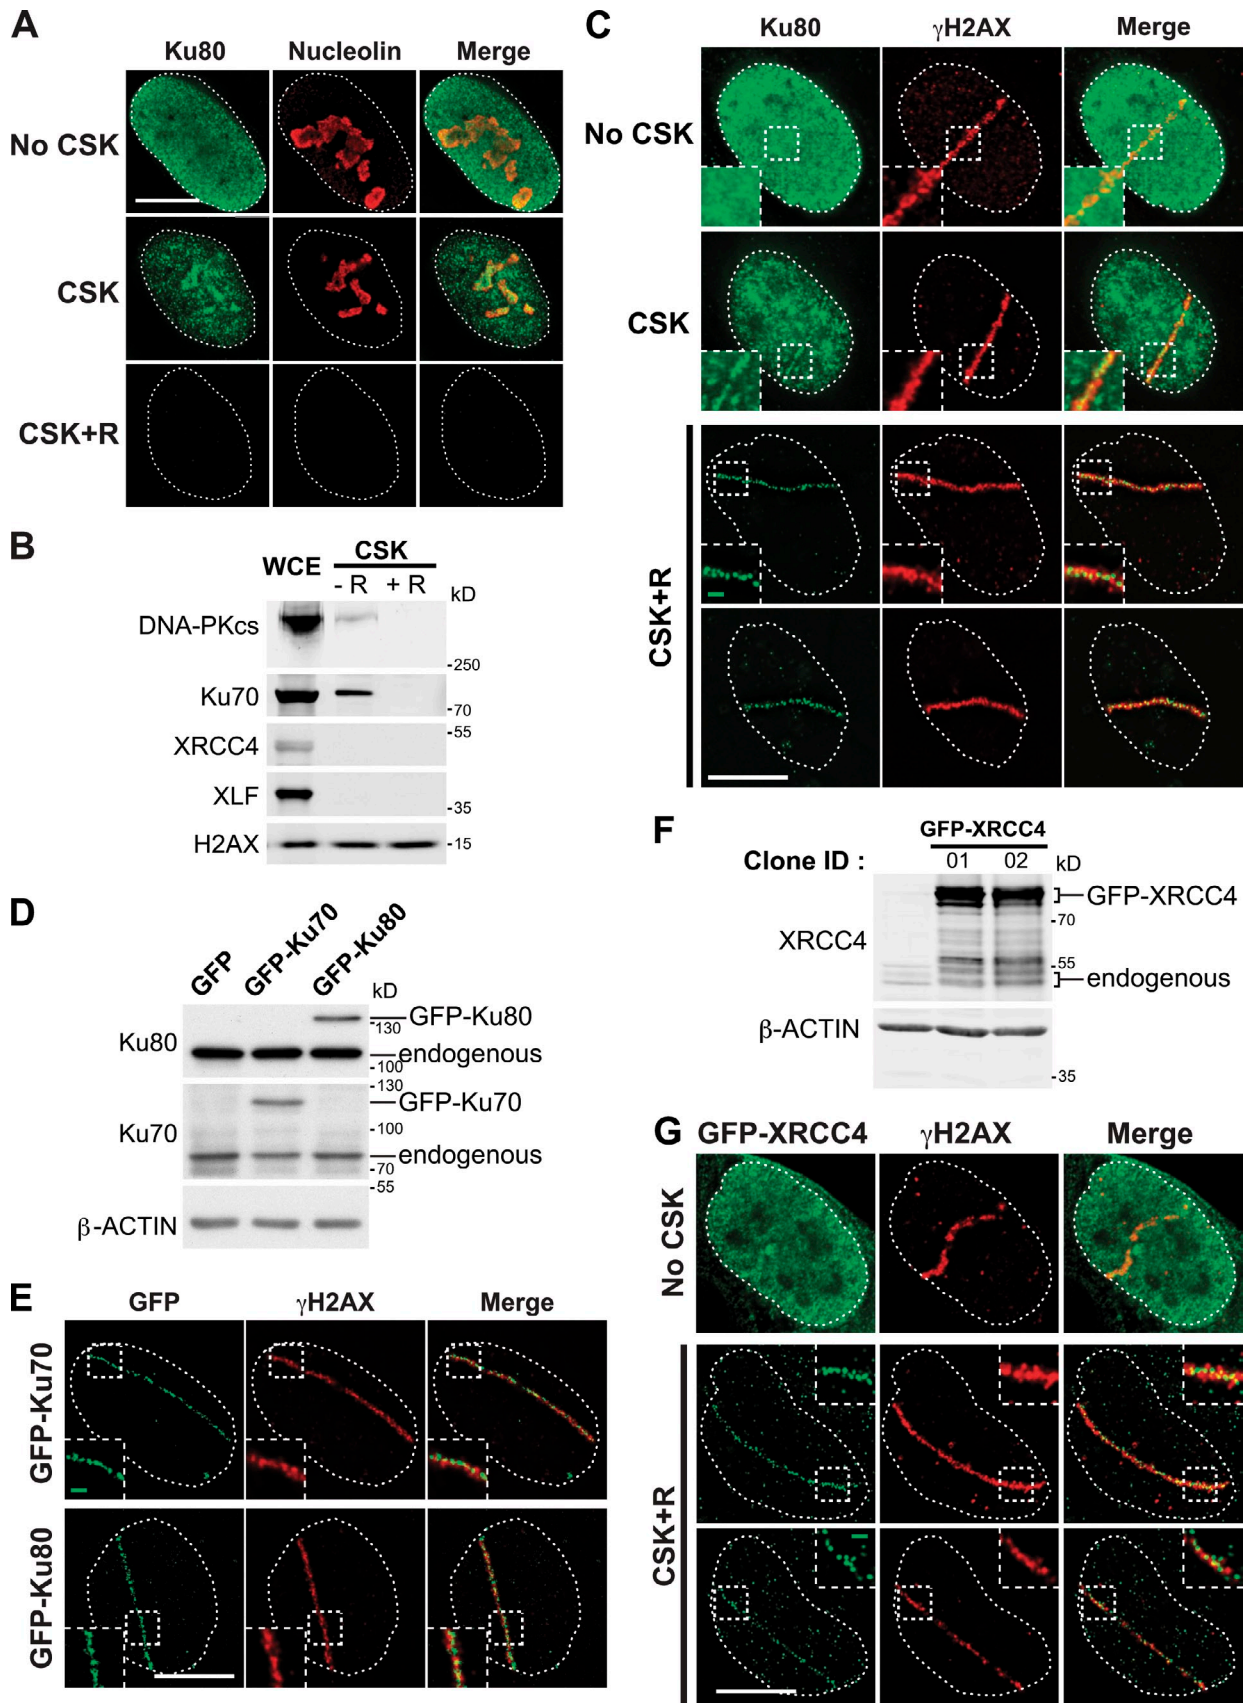 A
Ku80 Nucleolin Merge
No CSK
CSK
CSK+R
B
WCE CSK
- R + R
kD
DNA-PKcs
-250
Ku70
-70
-55
XRCC4
XLF
-35
H2AX
-15
C
Ku80 γH2AX Merge
No CSK
CSK
CSK+R
D
GFP GFP-Ku70 GFP-Ku80
kD
GFP-Ku80
-130
Ku80
endogenous
-100
-130
GFP-Ku70
-100
Ku70
endogenous
-70
-55
β-ACTIN
E
GFP γH2AX Merge
GFP-Ku70
GFP-Ku80
F
GFP-XRCC4
Clone ID : 01 02 kD
GFP-XRCC4
-70
XRCC4
-55
endogenous
β-ACTIN
-35
G
GFP-XRCC4 γH2AX Merge
No CSK
CSK+R